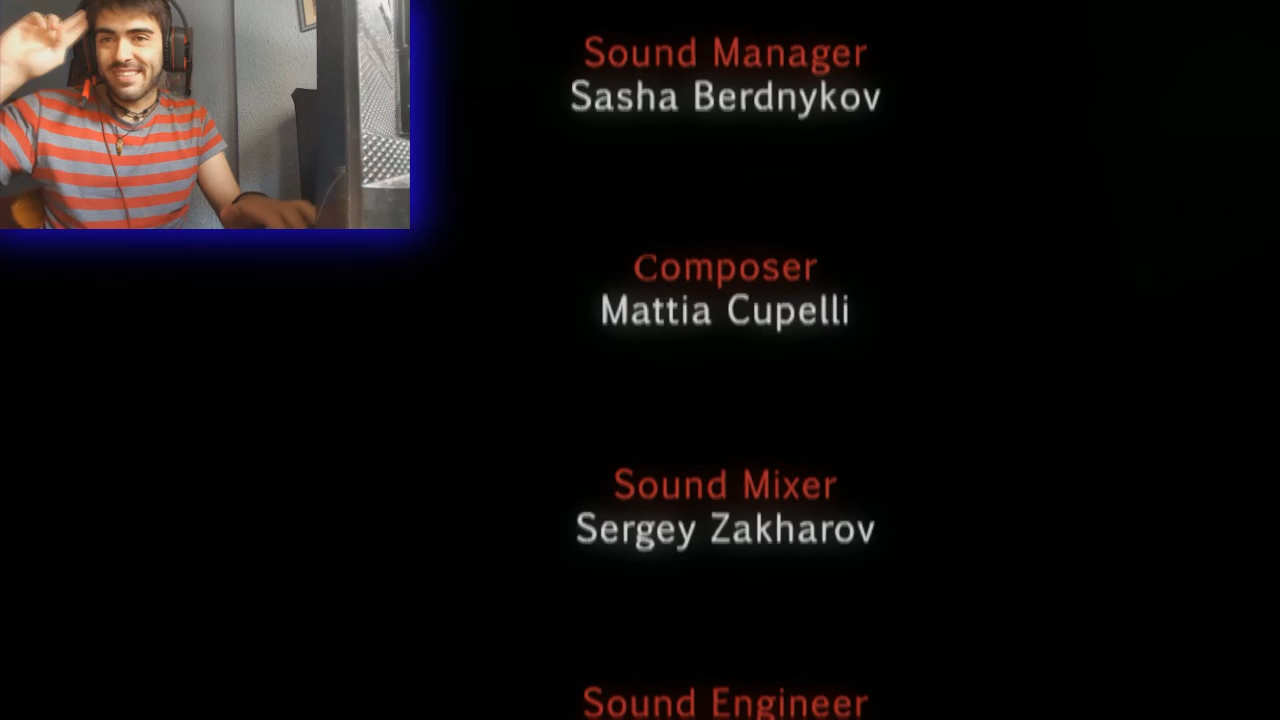 Sound Manager
Sasha Berdnykov
Composer
Mattia Cupelli
Sound Mixer
Sergey Zakharov
Sound Engineer